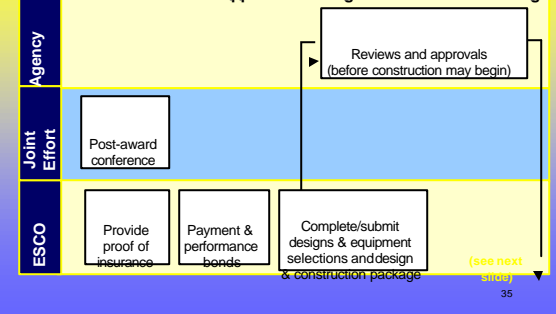 Agency
Reviews and approvals
(before construction may begin)
Joint
Effort
Post-award
conference
ESCO
Provide
proof of
insurance
Payment &
performance
bonds
Complete/submit
designs & equipment
selections anddesign
& construction package
(see next
slide)
35